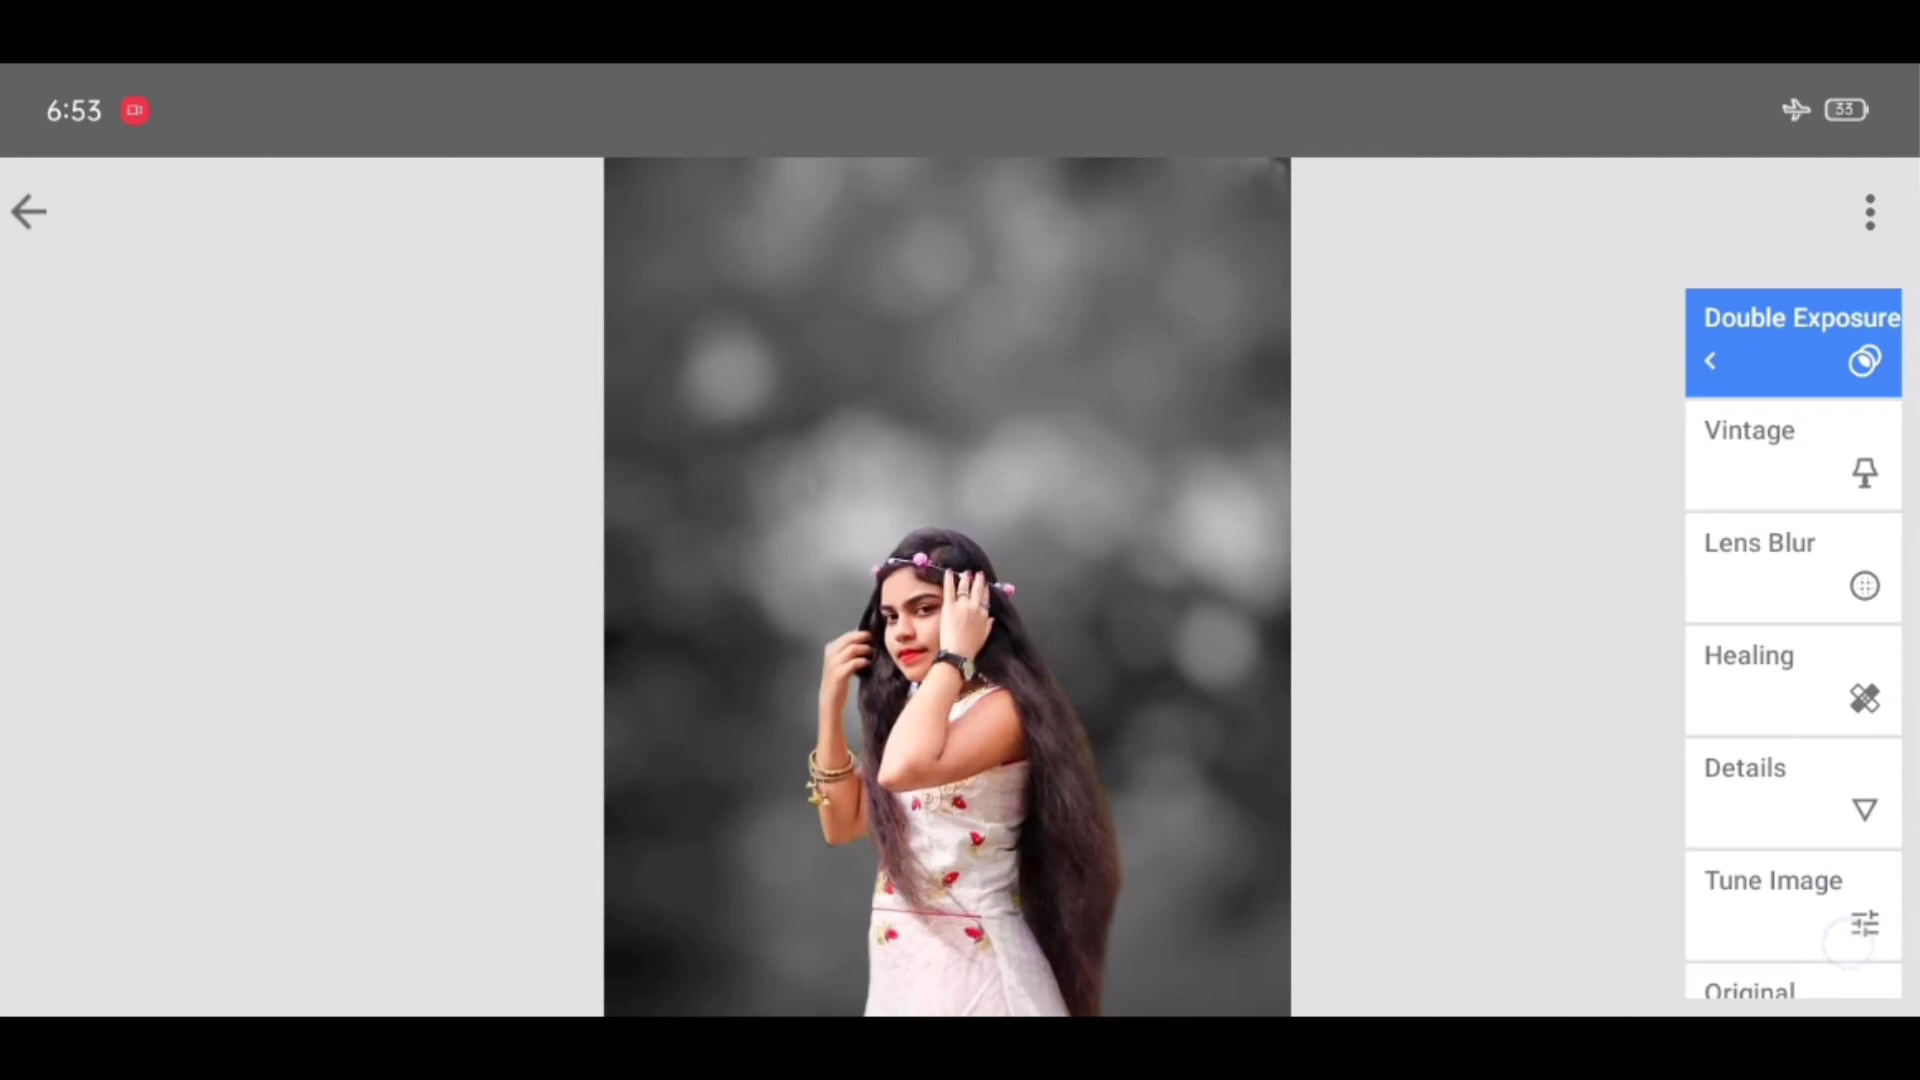 6:53
33
Double Exposure
Vintage
Lens Blur
Healing
Details
Tune Image
Original